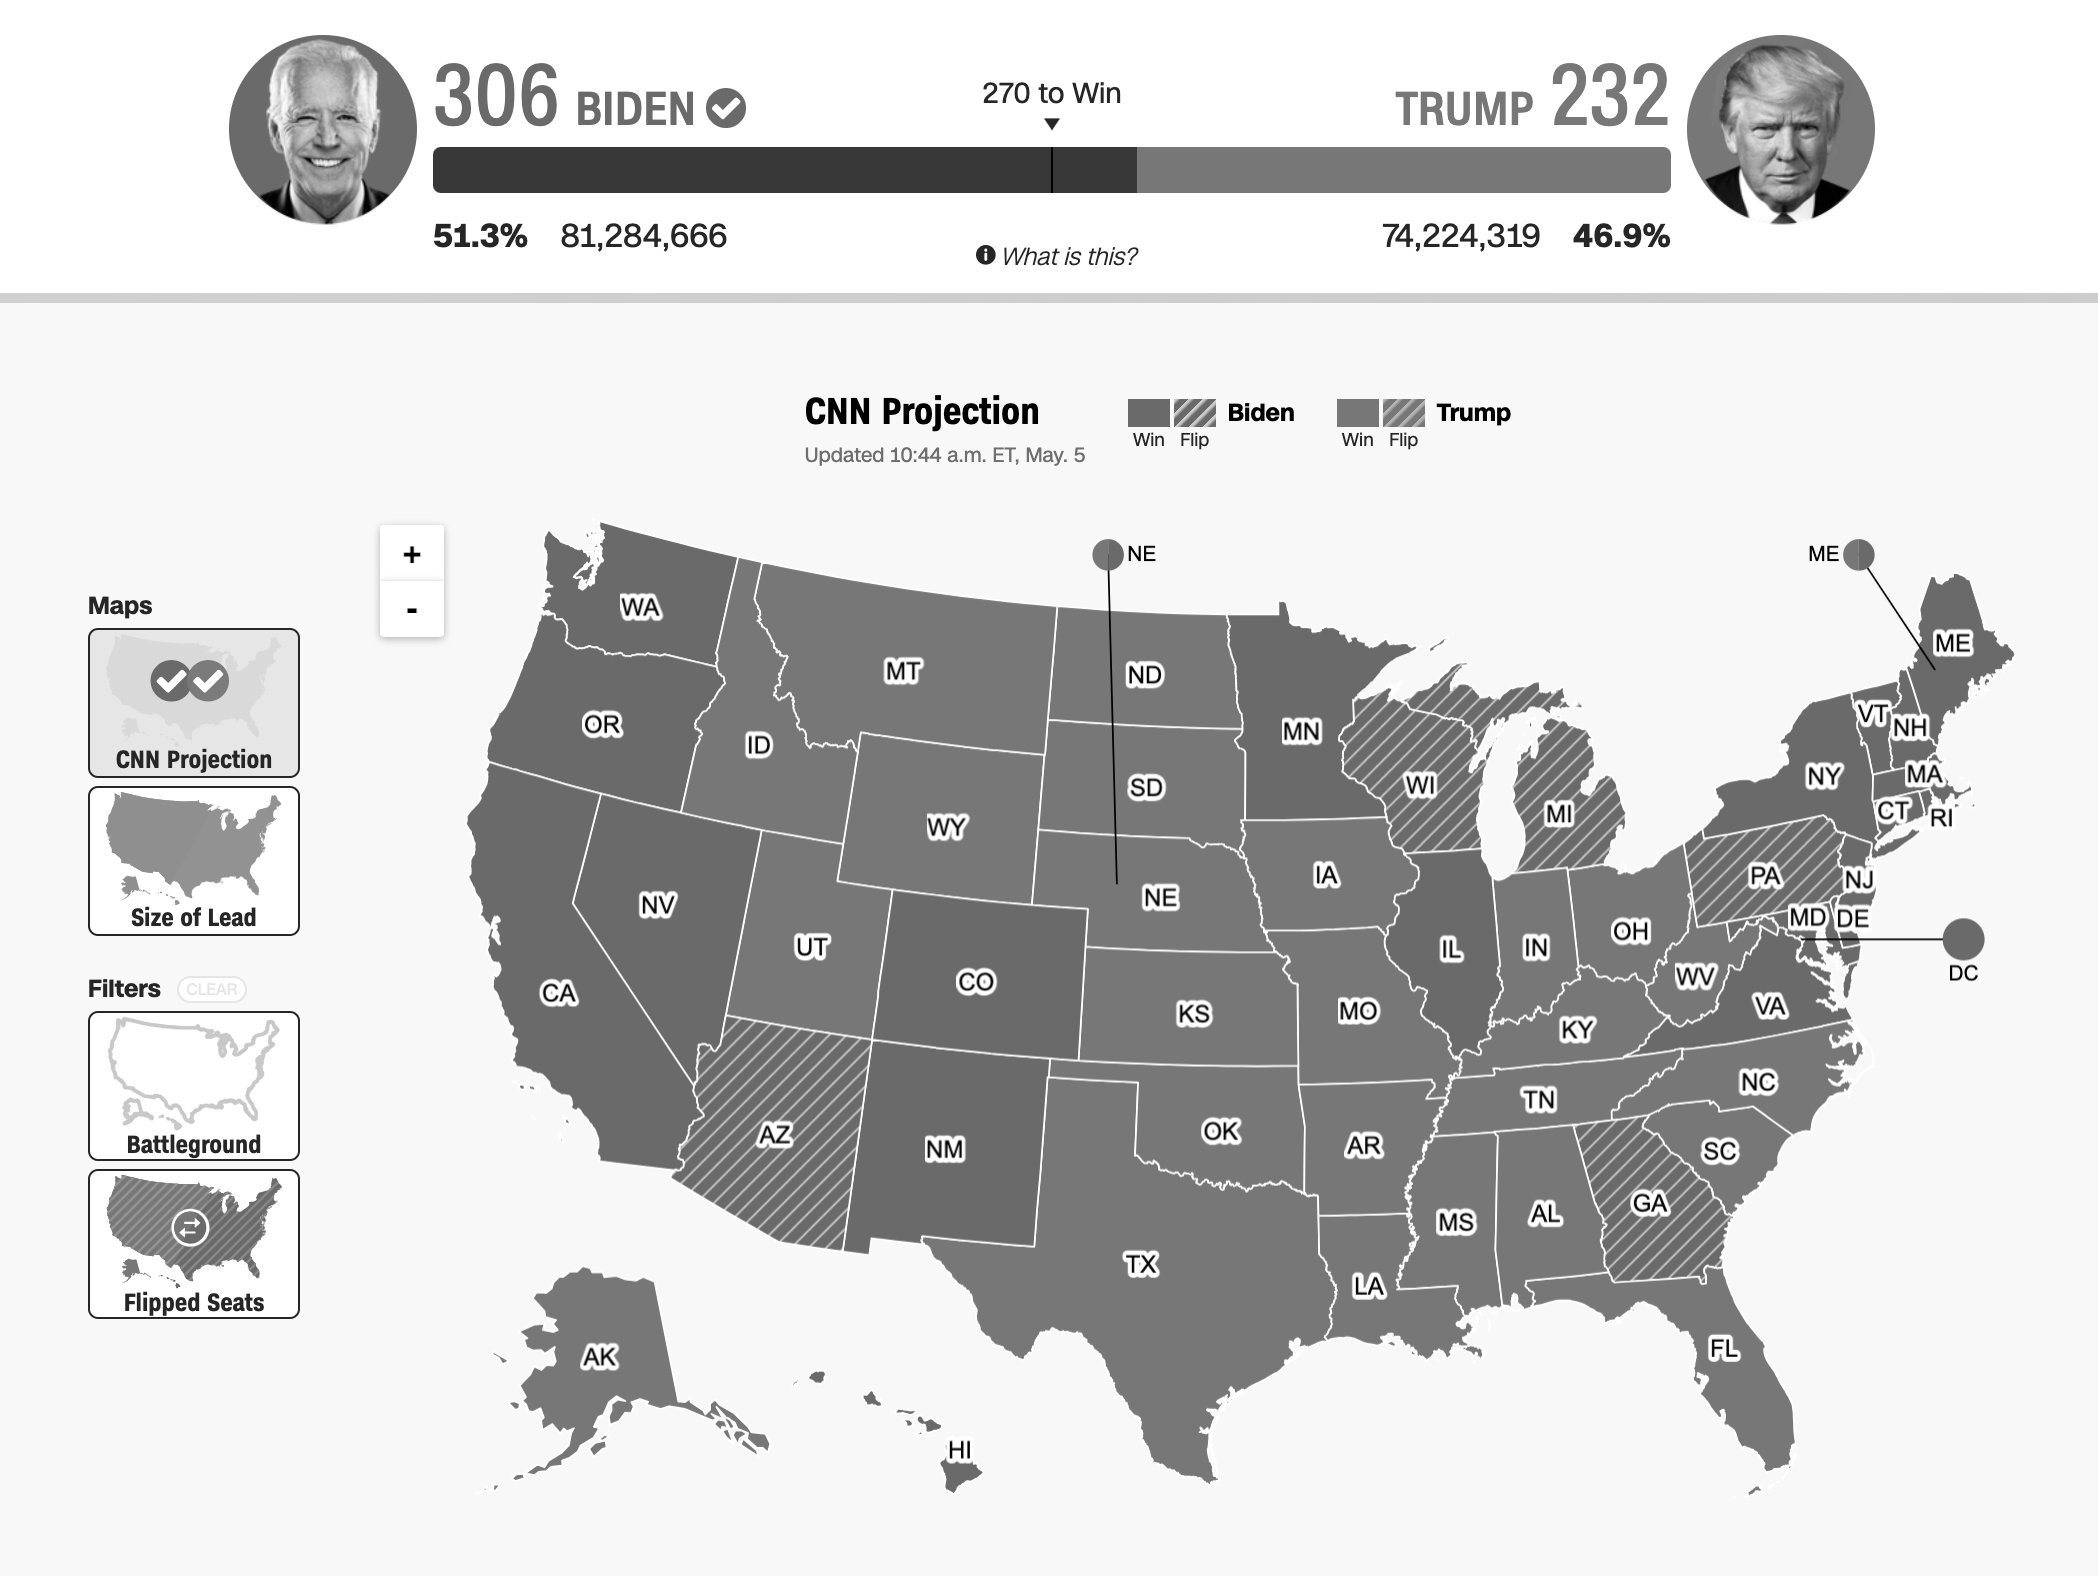 306 BIDEN
270 to Win
TRUMP 232
51.3% 81,284,666
74,224,319 46.9%
What is this?
CNN Projection
Updated 10:44 a.m. ET, May. 5
Biden
Win Flip
Trump
Win Flip
+
-
Maps
CNN Projection
Size of Lead
Filters CLEAR
Battleground
Flipped Seats
NE
ME
WA
ME
MT
ND
VT
OR
NH
MN
ID
MA
NY
WI
SD
CT
RI
MI
WY
IA
PA
NJ
NE
NV
MD
DE
OH
UT
IL
IN
DC
CO
WV
CA
VA
MO
KS
KY
NC
TN
OK
AZ
AR
NM
SC
GA
AL
MS
TX
LA
FL
AK
HI